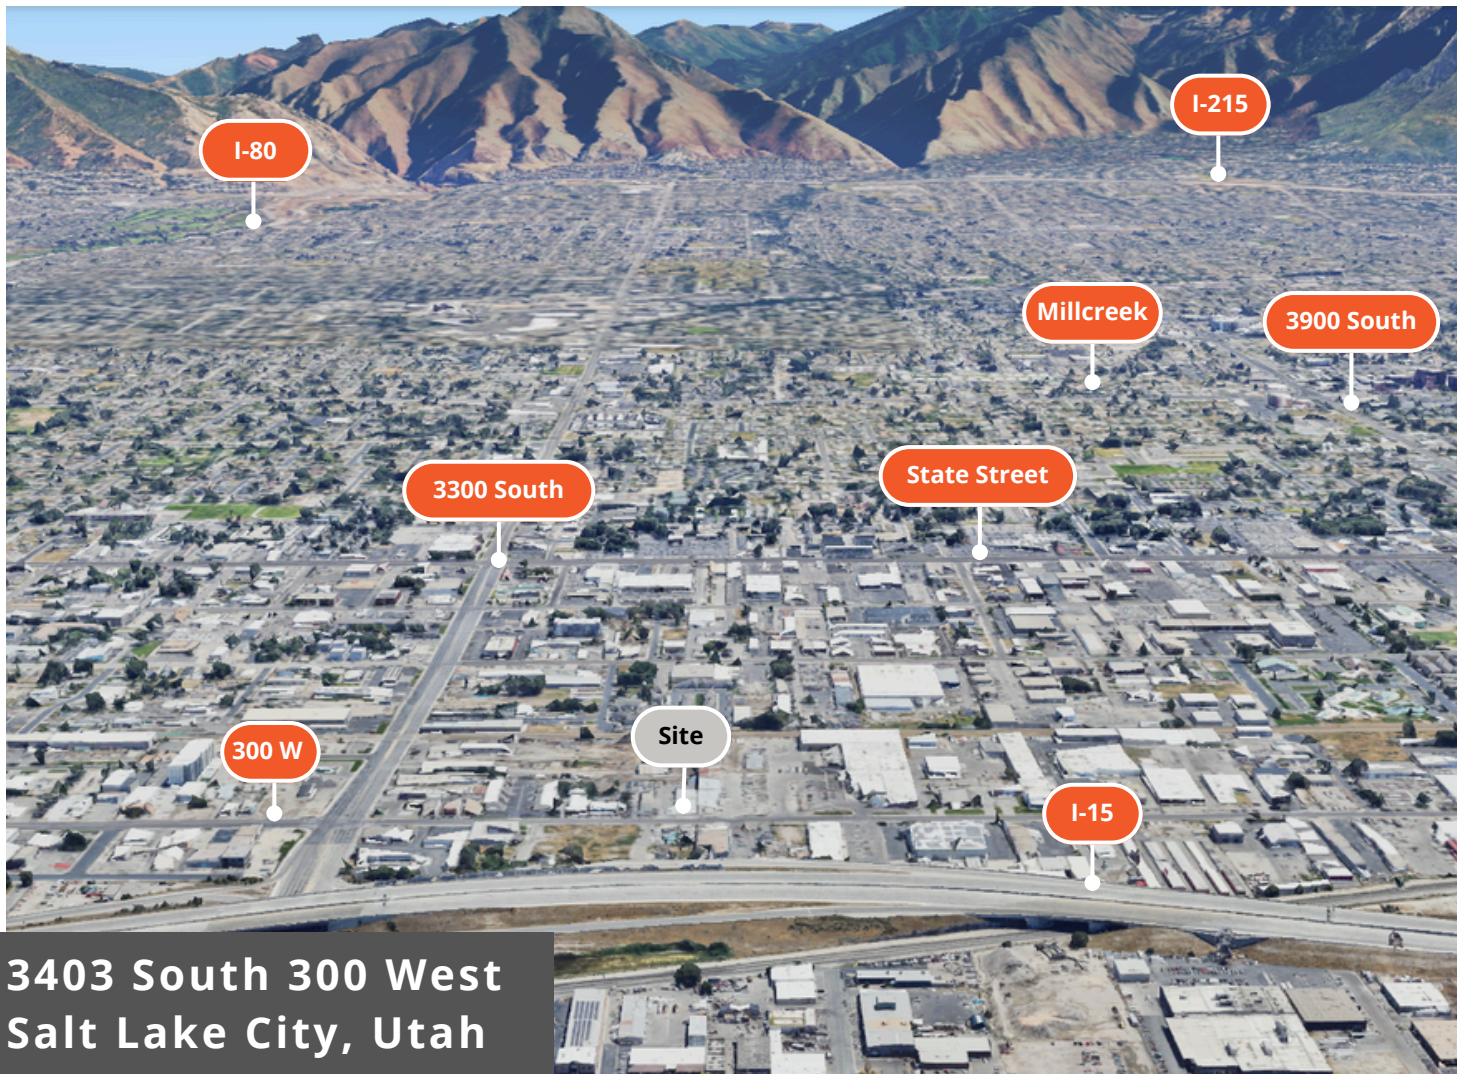 I-215
I-80
Millcreek
3900 South
State Street
3300 South
Site
300 W
I-15
3403 South 300 West
Salt Lake City, Utah